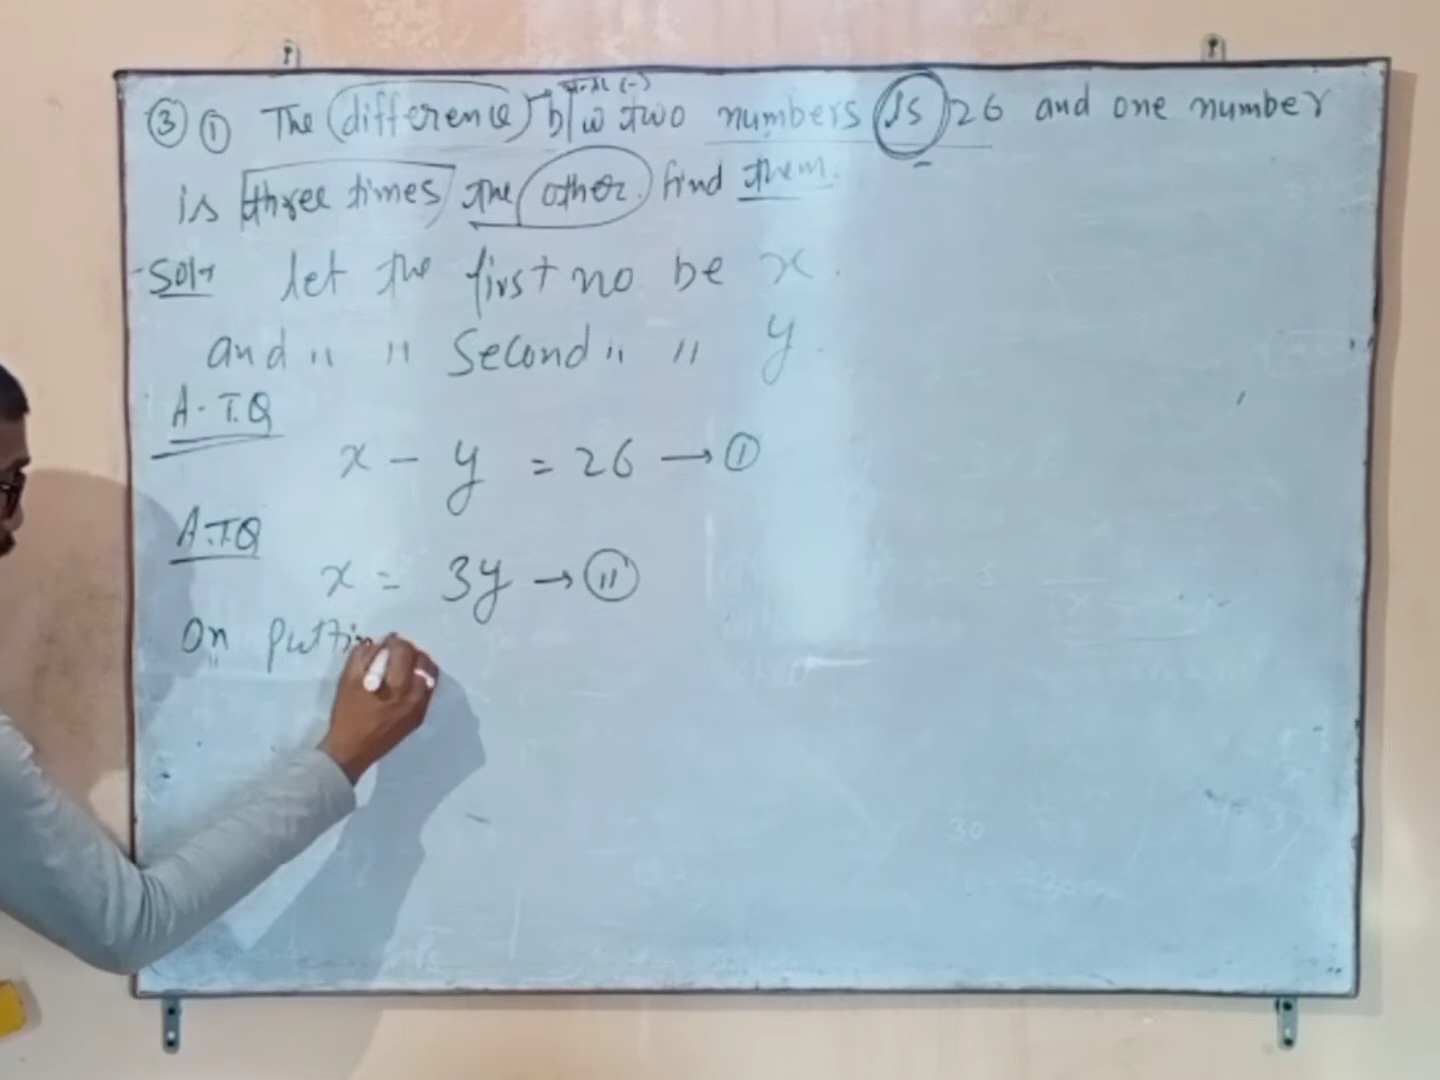 ③ ① The difference b/w two numbers is 26 and one number
is three times the other. find them.
Sol:- let the first no. be x.
and " " Second " " y.
A.T.Q
x - y = 26 → ①
A.T.Q
x = 3y → ⑪
On puttin